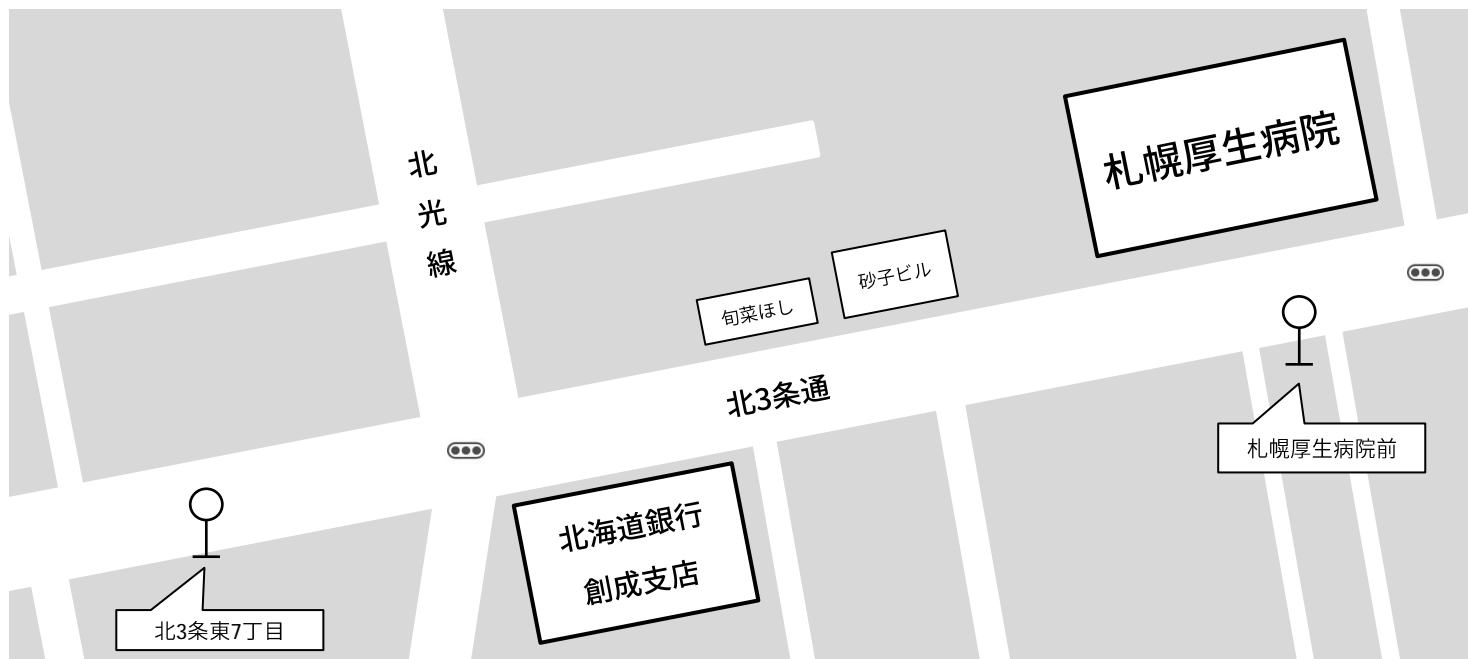 北光線
札幌厚生病院
砂子ビル
旬菜ほし
北3条通
札幌厚生病院前
北海道銀行
創成支店
北3条東7丁目